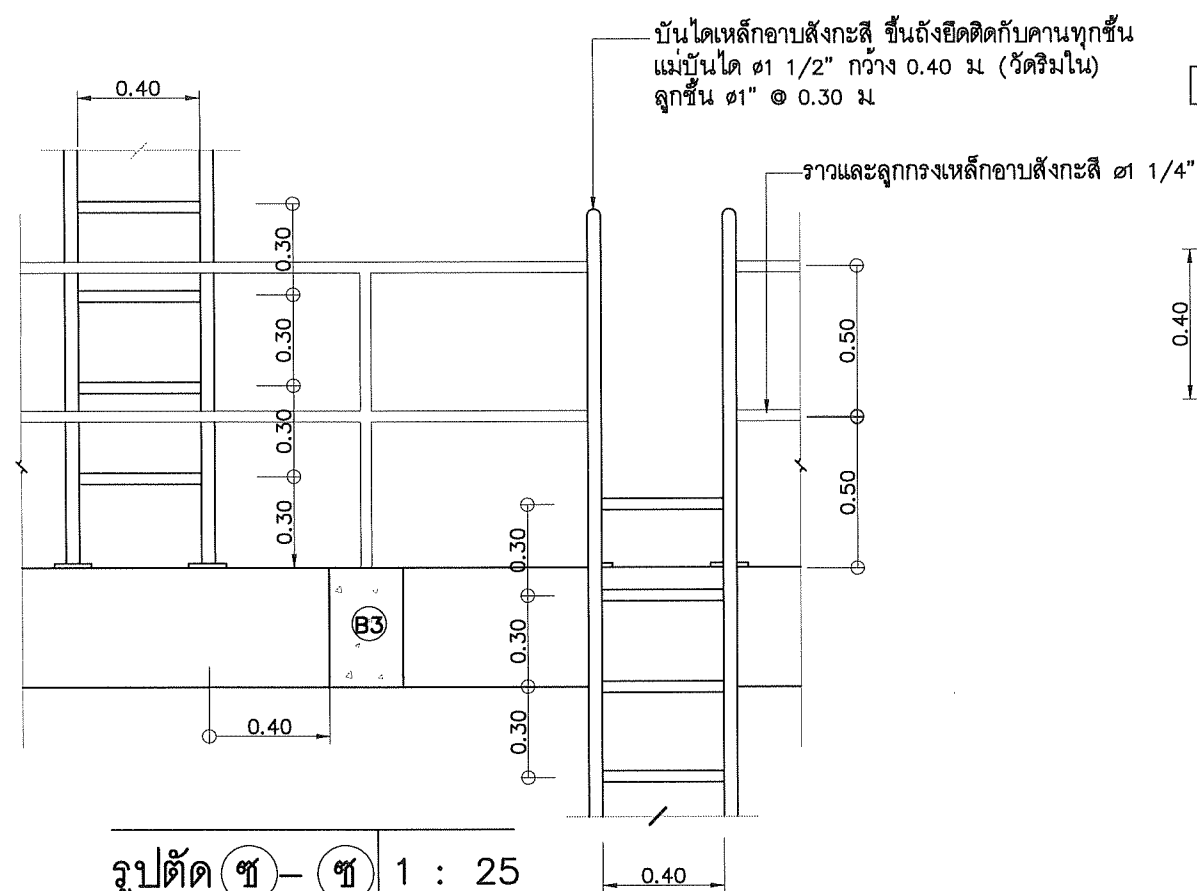 บันไดเหล็กอาบสังกะสี ขึ้นถังยึดติดกับคานทุกชั้น
แม่บันได ø1 1/2" กว้าง 0.40 ม. (วัดริมใน)
ลูกขั้น ø1" @ 0.30 ม.
0.40
ราวและลูกกรงเหล็กอาบสังกะสี ø1 1/4"
0.30
0.30
0.30
0.30
0.50
0.50
0.40
0.30
0.30
0.30
B3
0.40
0.40
รูปตัด ซ - ซ 1 : 25